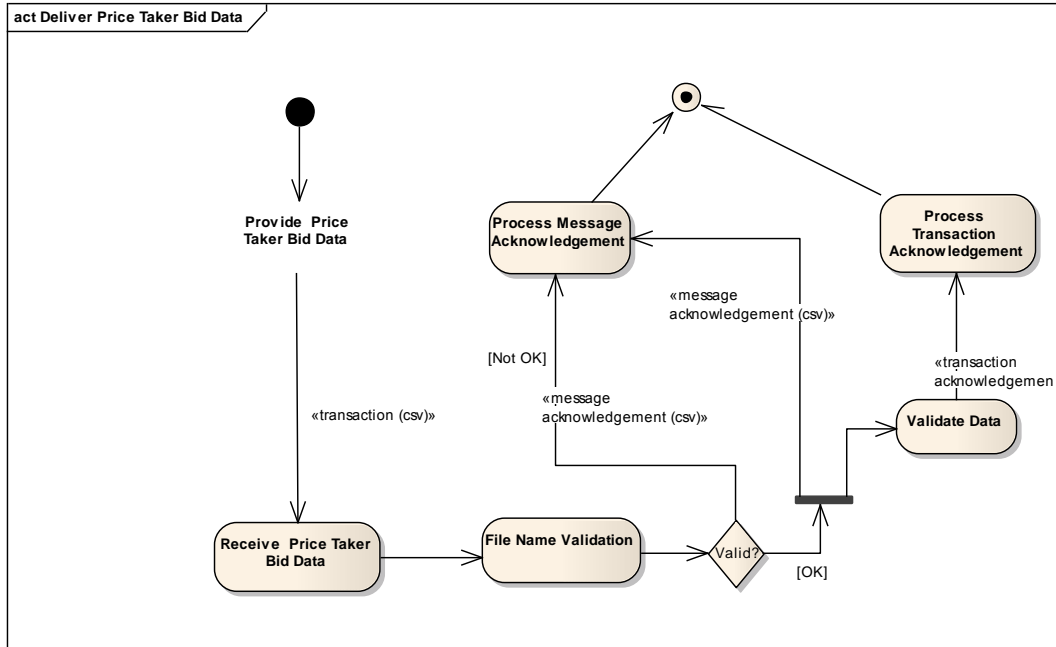 act Deliver Price Taker Bid Data
Provide Price
Taker Bid Data
Process Message
Acknowledgement
Process
Transaction
Acknowledgement
«message
acknowledgement (csv)»
[Not OK]
«transaction
acknowledgemen
«message
acknowledgement (csv)»
«transaction (csv)»
Validate Data
Receive Price Taker
Bid Data
File Name Validation
Valid?
[OK]